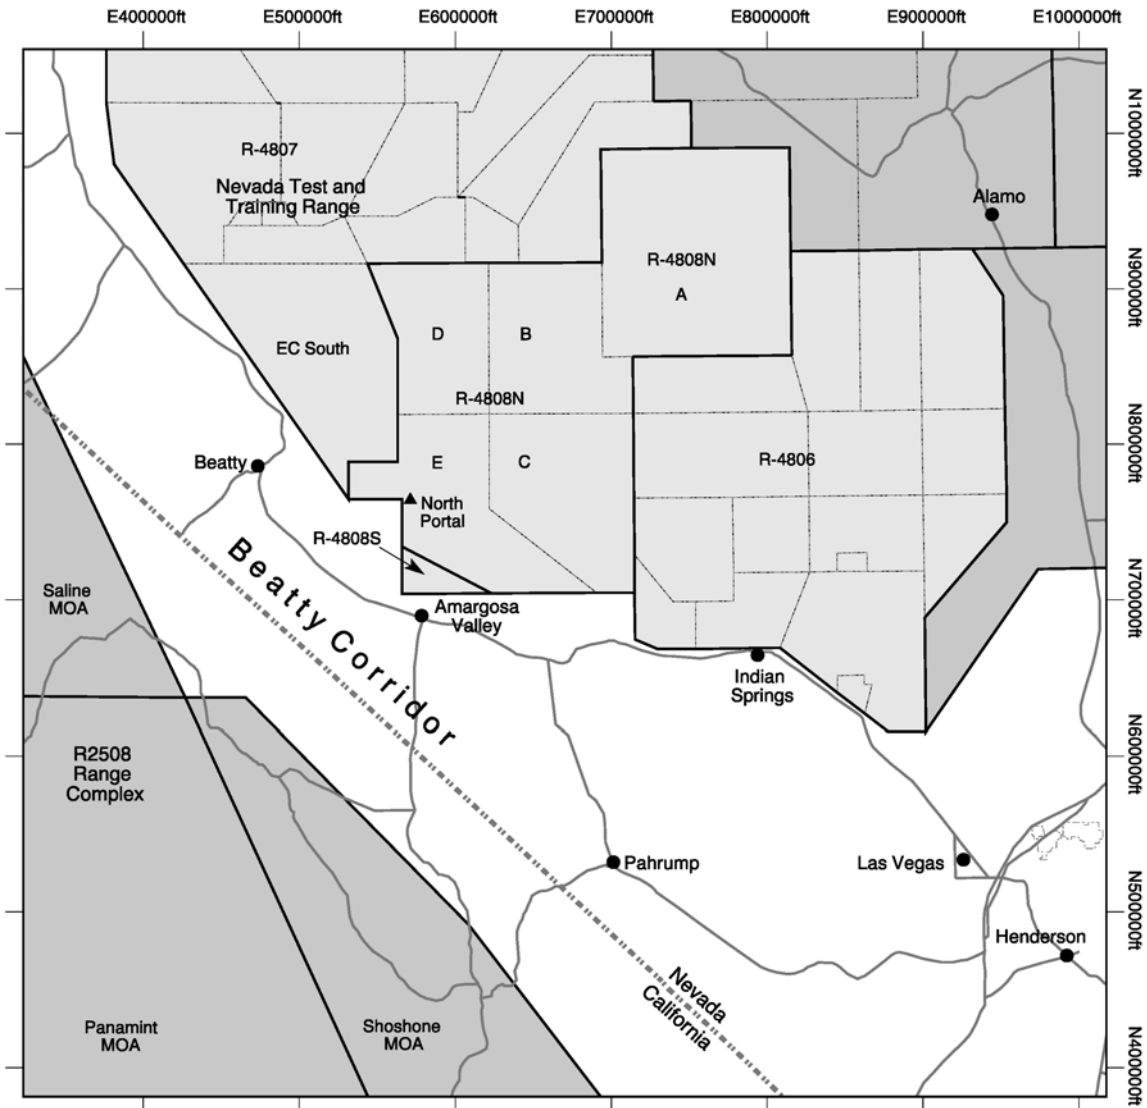 E400000ft E500000ft E600000ft E700000ft E800000ft E900000ft E1000000ft
N1000000ft
R-4807
Nevada Test and
Training Range
Alamo
R-4808N
A
N900000ft
D B
EC South
R-4808N
N800000ft
Beatty
E C
R-4806
North
Portal
R-4808S
Beatty Corridor
Saline
MOA
N700000ft
Amargosa
Valley
Indian
Springs
R2508
Range
Complex
N600000ft
Pahrump
Las Vegas
N500000ft
Henderson
Nevada
California
Panamint
MOA
Shoshone
MOA
N400000ft